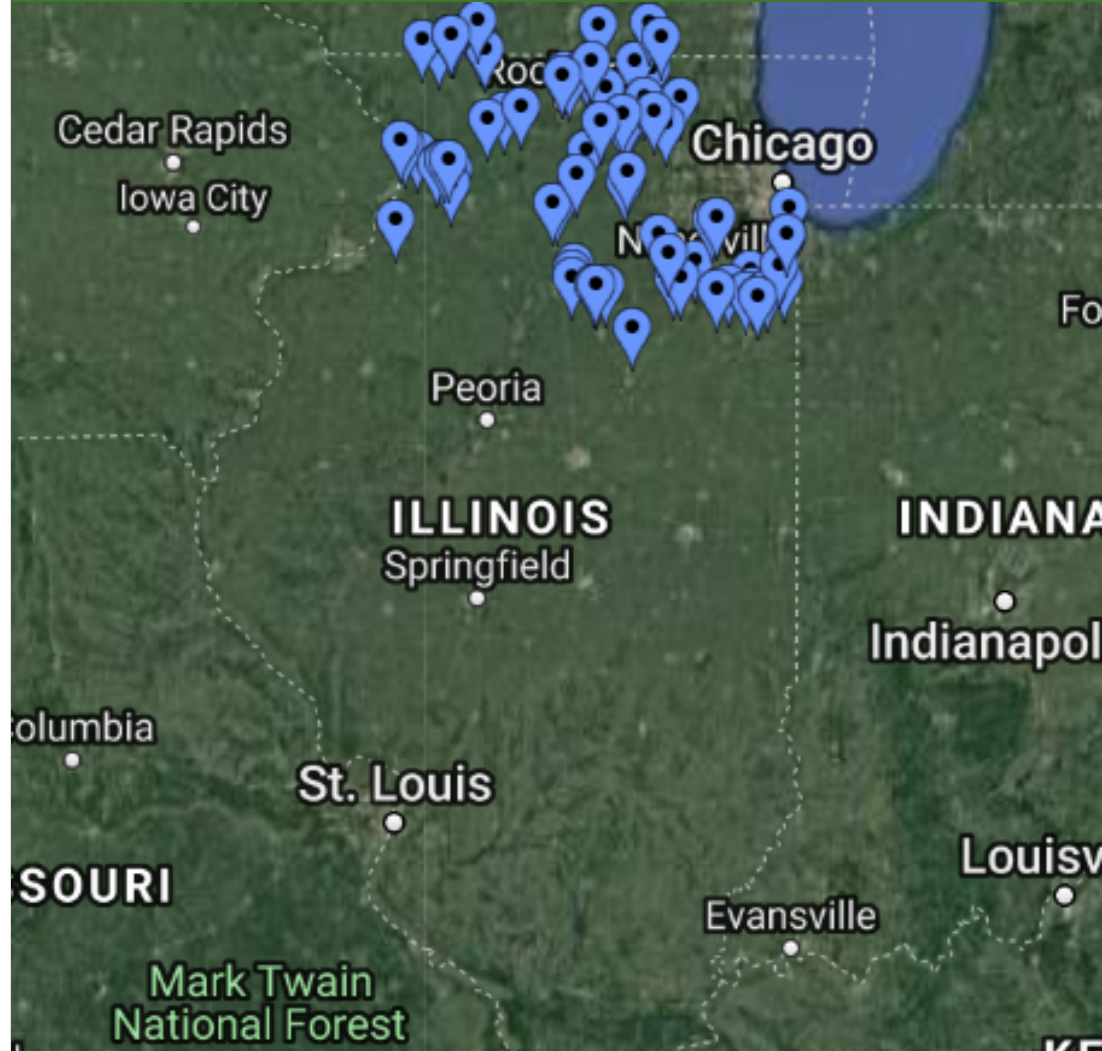 Cedar Rapids
Chicago
Iowa City
Peoria
ILLINOIS
INDIANA
Springfield
Indianapol
olumbia
St. Louis
Louisv
SOURI
Evansville
Mark Twain
National Forest